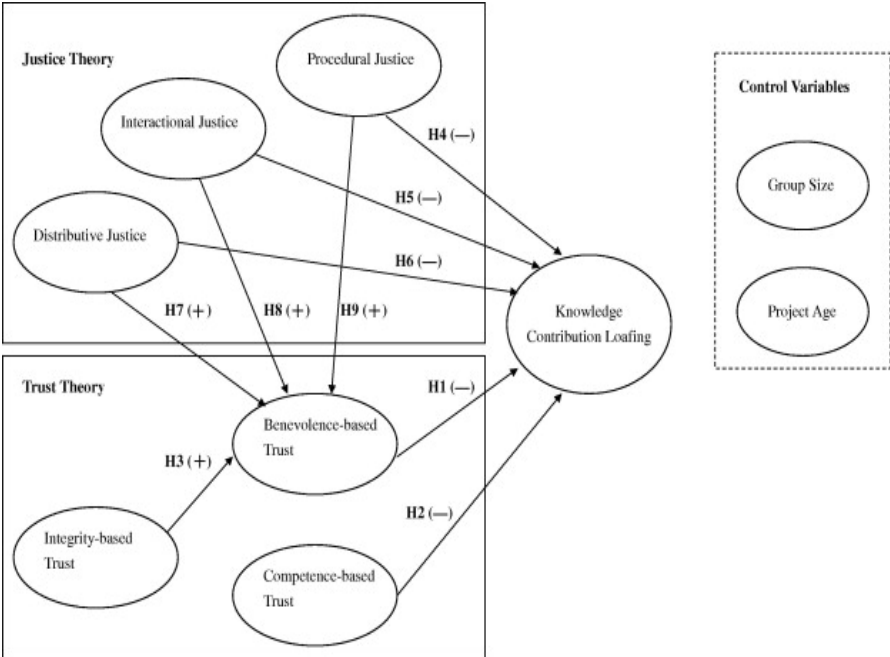 Justice Theory
Procedural Justice
Interactional Justice
Distributive Justice
H4 (—)
H5 (—)
H6 (—)
H7 (+)
H8 (+)
H9 (+)
Knowledge
Contribution Loafing
Control Variables
Group Size
Project Age
Trust Theory
Benevolence-based
Trust
H1 (—)
H3 (+)
H2 (—)
Integrity-based
Trust
Competence-based
Trust